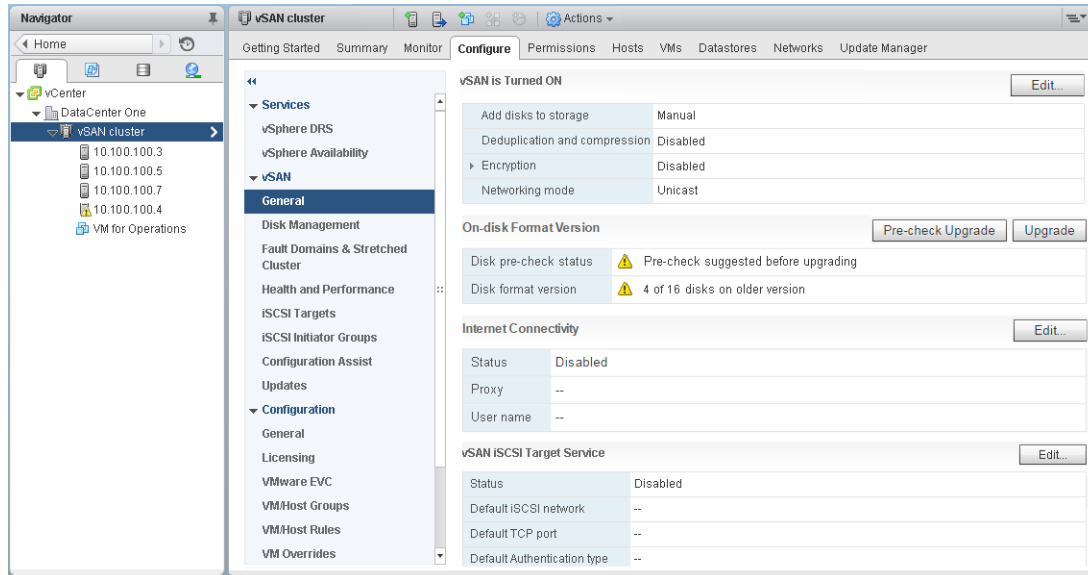 Navigator
Home
vCenter
DataCenter One
vSAN cluster
10.100.100.3
10.100.100.5
10.100.100.7
10.100.100.4
VM for Operations
vSAN cluster
Actions
Getting Started Summary Monitor Configure Permissions Hosts VMs Datastores Networks Update Manager
Services
vSphere DRS
vSphere Availability
vSAN
General
Disk Management
Fault Domains & Stretched
Cluster
Health and Performance
iSCSI Targets
iSCSI Initiator Groups
Configuration Assist
Updates
Configuration
General
Licensing
VMware EVC
VM/Host Groups
VM/Host Rules
VM Overrides
vSAN is Turned ON Edit...
Add disks to storage Manual
Deduplication and compression Disabled
Encryption Disabled
Networking mode Unicast
On-disk Format Version Pre-check Upgrade Upgrade
Disk pre-check status Pre-check suggested before upgrading
Disk format version 4 of 16 disks on older version
Internet Connectivity Edit...
Status Disabled
Proxy --
User name --
vSAN iSCSI Target Service Edit...
Status Disabled
Default iSCSI network --
Default TCP port --
Default Authentication type --